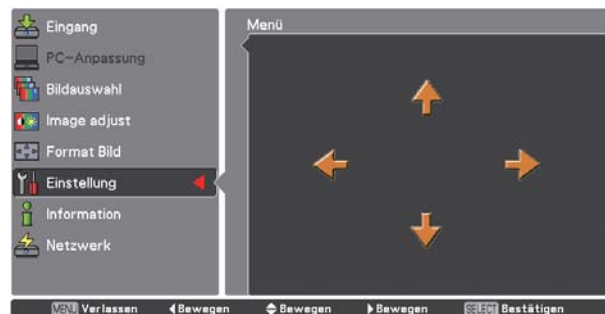 Eingang
PC-Anpassung
Bildauswahl
Image adjust
Format Bild
Einstellung
Information
Netzwerk
Menü
MENU Verlassen Bewegen Bewegen Bewegen SELECT Bestätigen